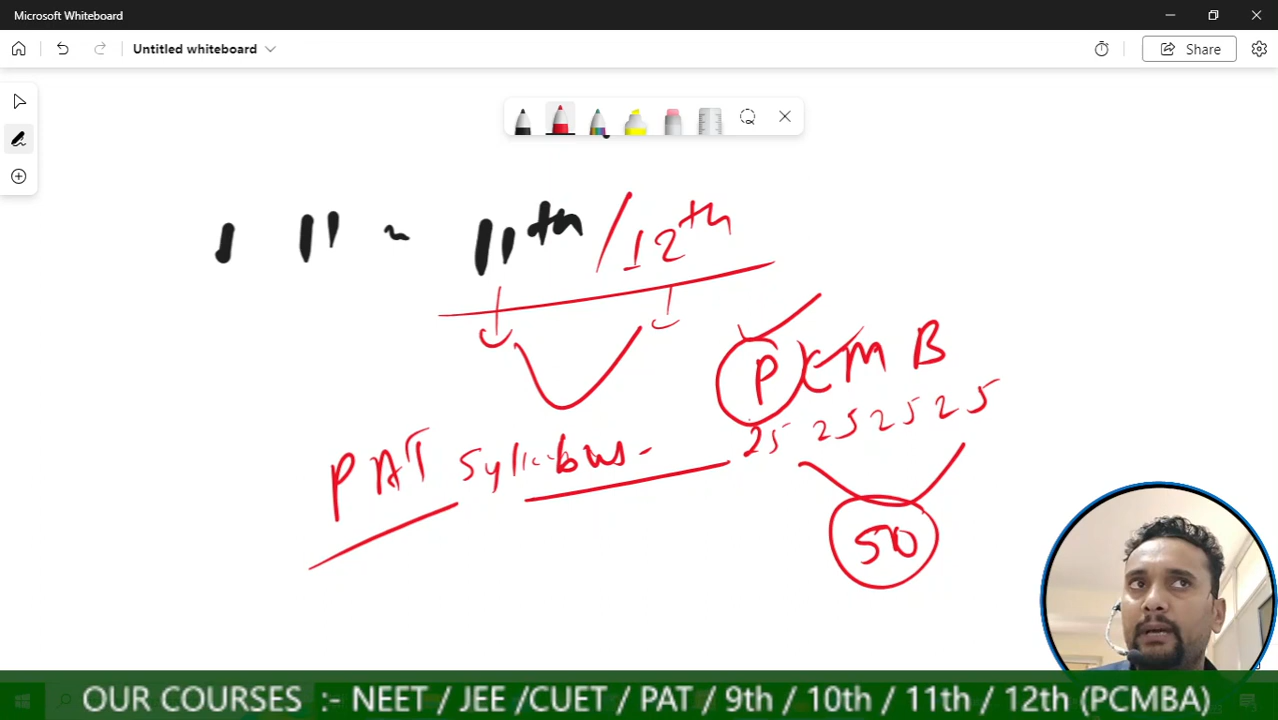 Microsoft Whiteboard
Untitled whiteboard
Share
11 ~ 11th / 12th
P C M B
25 25 25 25
PAT Syllabus -
50
OUR COURSES :- NEET / JEE /CUET / PAT / 9th / 10th / 11th / 12th (PCMBA)